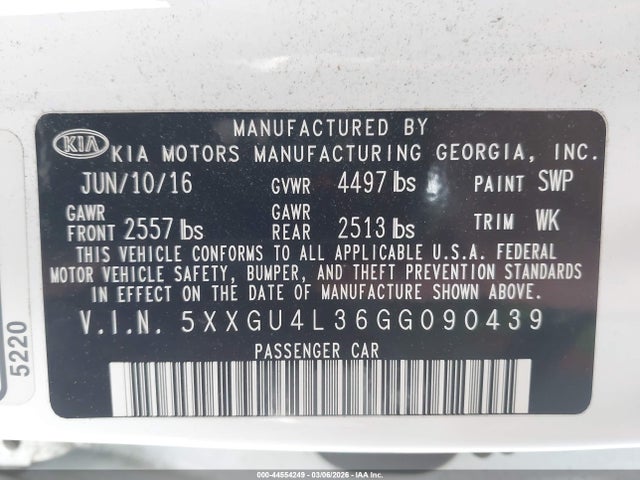 MANUFACTURED BY
KIA KIA MOTORS MANUFACTURING GEORGIA, INC.
JUN/10/16 GVWR 4497 lbs PAINT SWP
GAWR FRONT 2557 lbs GAWR REAR 2513 lbs TRIM WK
THIS VEHICLE CONFORMS TO ALL APPLICABLE U.S.A. FEDERAL
MOTOR VEHICLE SAFETY, BUMPER, AND THEFT PREVENTION STANDARDS
IN EFFECT ON THE DATE OF MANUFACTURE SHOWN ABOVE.
V.I.N. 5XXGU4L36GG090439
PASSENGER CAR
5220
000-44554249 - 03/06/2026 - IAA Corp.